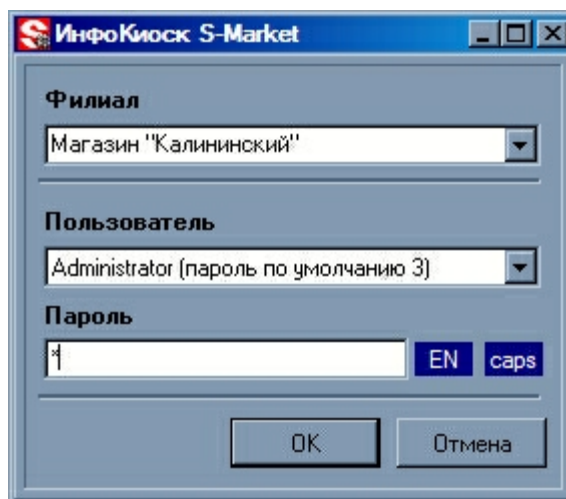 ИнфоКиоск S-Market
Филиал
Магазин "Калининский"
Пользователь
Administrator (пароль по умолчанию 3)
Пароль
*
EN caps
OK Отмена